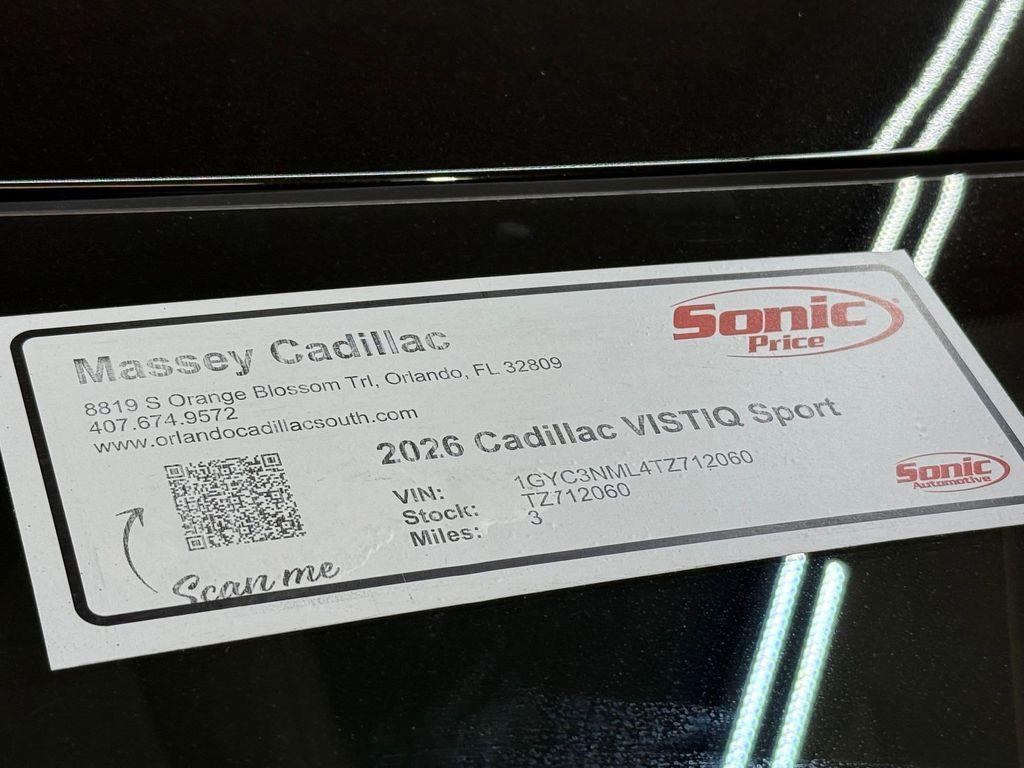 Massey Cadillac
8819 S Orange Blossom Trl, Orlando, FL 32809
407.674.9572
www.orlandocadillacsouth.com
Sonic
Price
2026 Cadillac VISTIQ Sport
VIN: 1GYC3NML4TZ712060
Stock: TZ712060
Miles: 3
Scan me
Sonic
Automotive